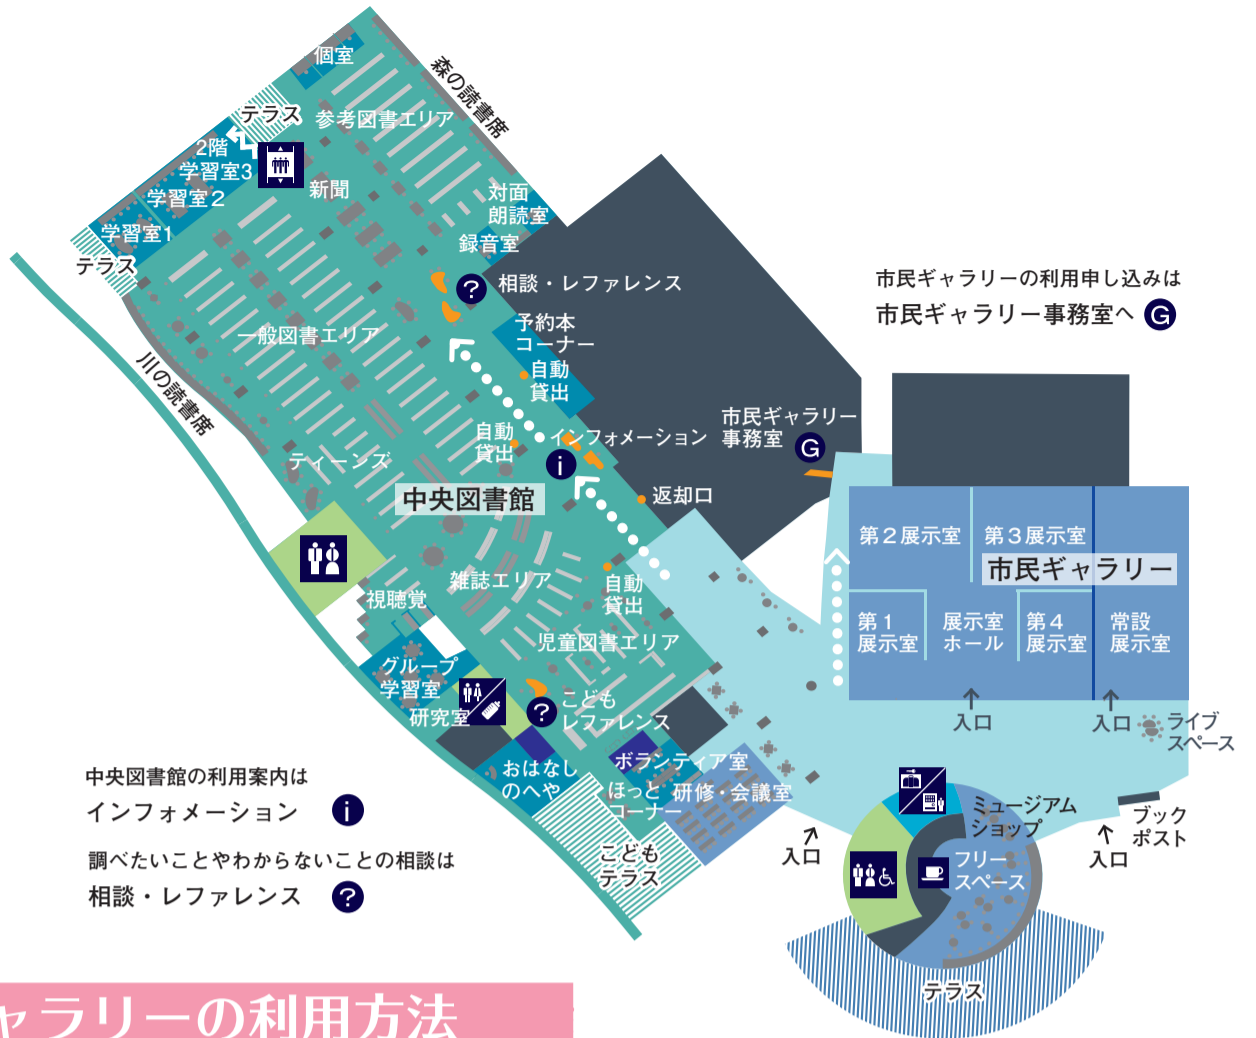 個室
森の読書席
テラス
参考図書エリア
2階
学習室3
新聞
学習室2
学習室1
テラス
対面
朗読室
録音室
? 相談・レファレンス
市民ギャラリーの利用申し込みは
市民ギャラリー事務室へ G
予約本
コーナー
一般図書エリア
自動
貸出
川の読書席
市民ギャラリー
事務室 G
自動
貸出
インフォメーション
i
ティーンズ
中央図書館
返却口
第2展示室
第3展示室
市民ギャラリー
雑誌エリア
自動
貸出
視聴覚
第1
展示室
展示室
ホール
第4
展示室
常設
展示室
児童図書エリア
グループ
学習室
研究室
?
こども
レファレンス
入口
入口
ライブ
スペース
おはなし
のへや
ボランティア室
ほっと
コーナー
研修・会議室
中央図書館の利用案内は
インフォメーション i
ミュージアム
ショップ
ブック
ポスト
調べたいことやわからないことの相談は
相談・レファレンス ?
こども
テラス
入口
入口
フリー
スペース
テラス
ャラリーの利用方法